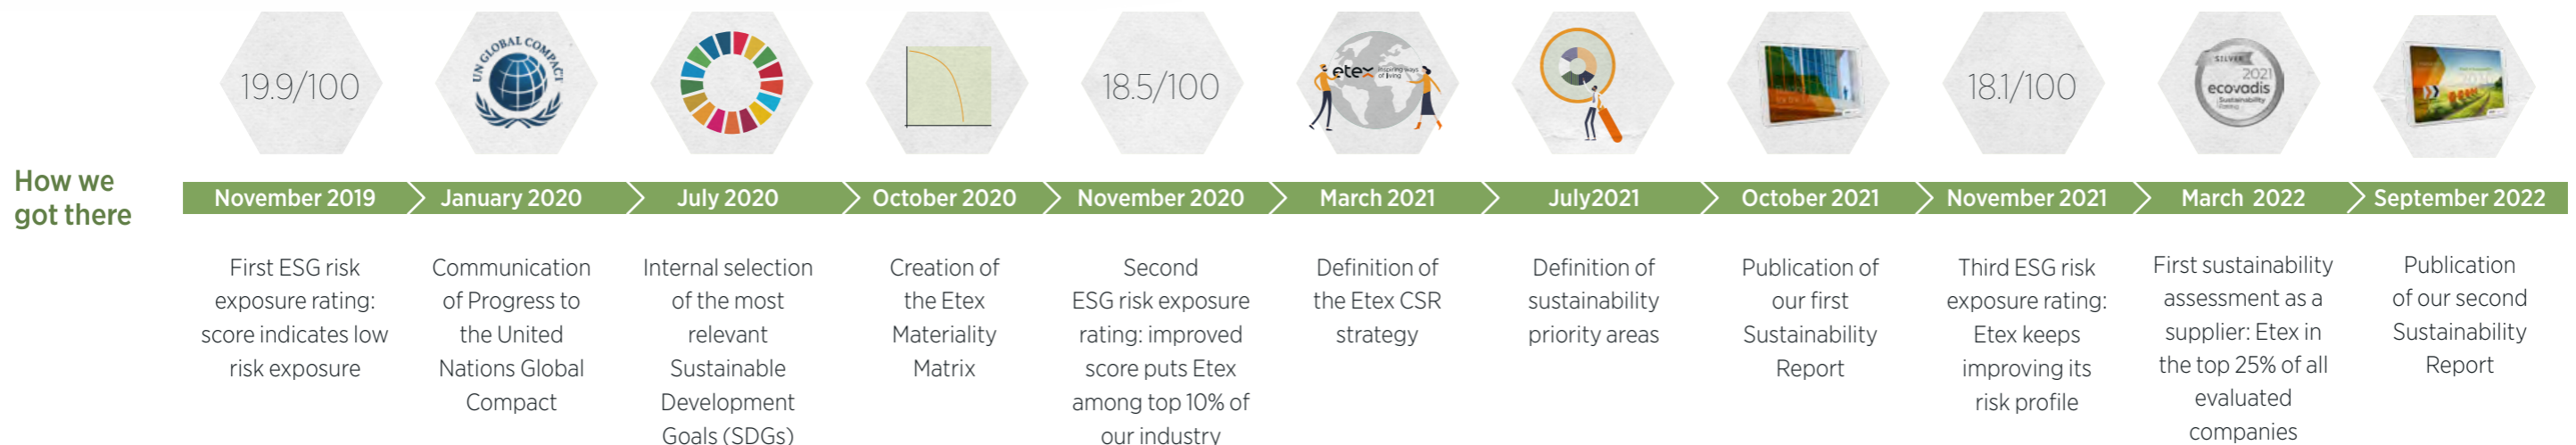 19.9/100
UN GLOBAL COMPACT
18.5/100
etex inspiring ways
of living
18.1/100
SILVER
2021
ecovadis
Sustainability
Rating
How we
got there
November 2019
January 2020
July 2020
October 2020
November 2020
March 2021
July2021
October 2021
November 2021
March 2022
September 2022
First ESG risk
exposure rating:
score indicates low
risk exposure
Communication
of Progress to
the United
Nations Global
Compact
Internal selection
of the most
relevant
Sustainable
Development
Goals (SDGs)
Creation of
the Etex
Materiality
Matrix
Second
ESG risk exposure
rating: improved
score puts Etex
among top 10% of
our industry
Definition of
the Etex CSR
strategy
Definition of
sustainability
priority areas
Publication of
our first
Sustainability
Report
Third ESG risk
exposure rating:
Etex keeps
improving its
risk profile
First sustainability
assessment as a
supplier: Etex in
the top 25% of all
evaluated
companies
Publication
of our second
Sustainability
Report